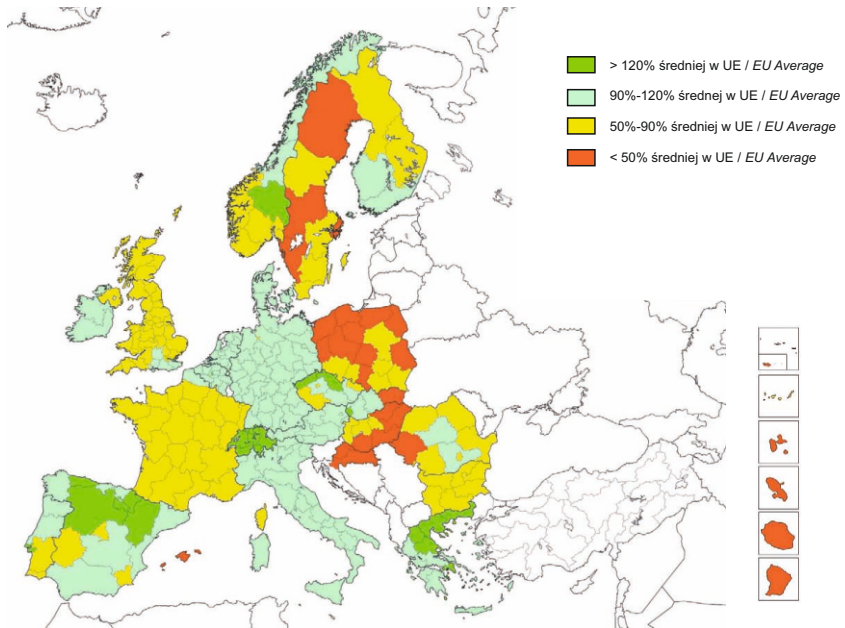 > 120% średniej w UE / EU Average
90%-120% średnej w UE / EU Average
50%-90% średniej w UE / EU Average
< 50% średniej w UE / EU Average